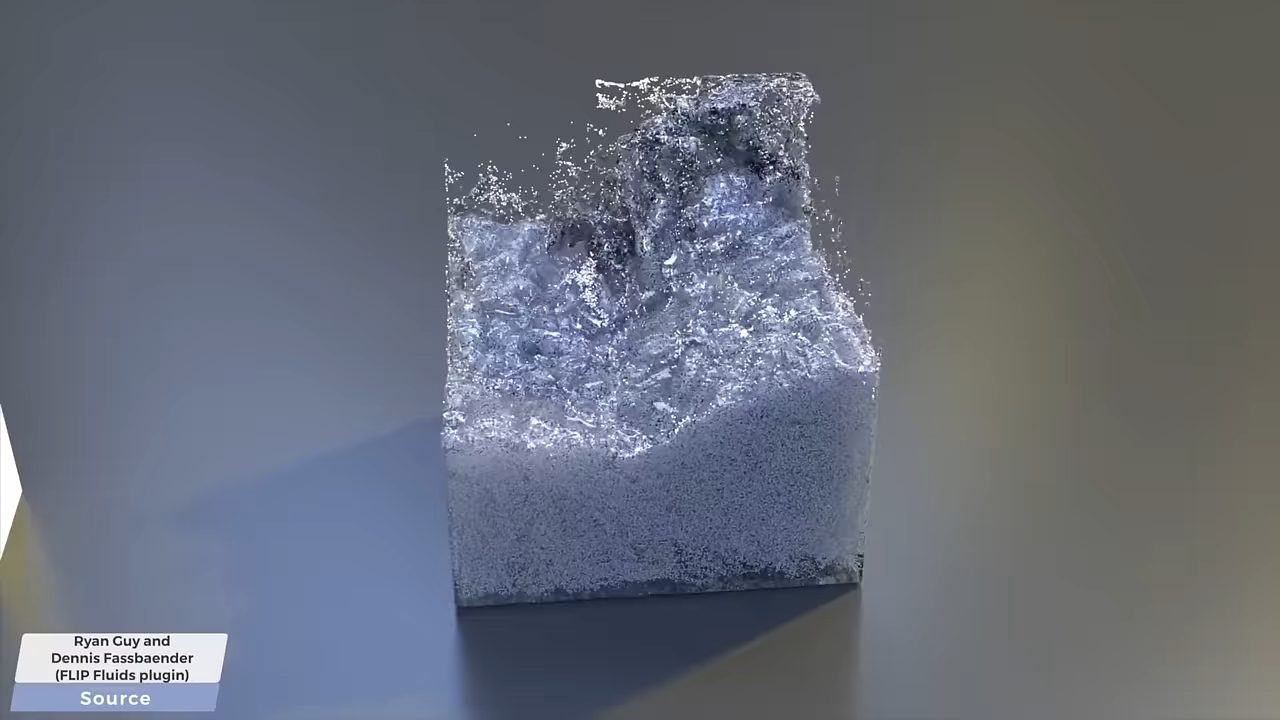 Ryan Guy and
Dennis Fassbaender
(FLIP Fluids plugin)
Source